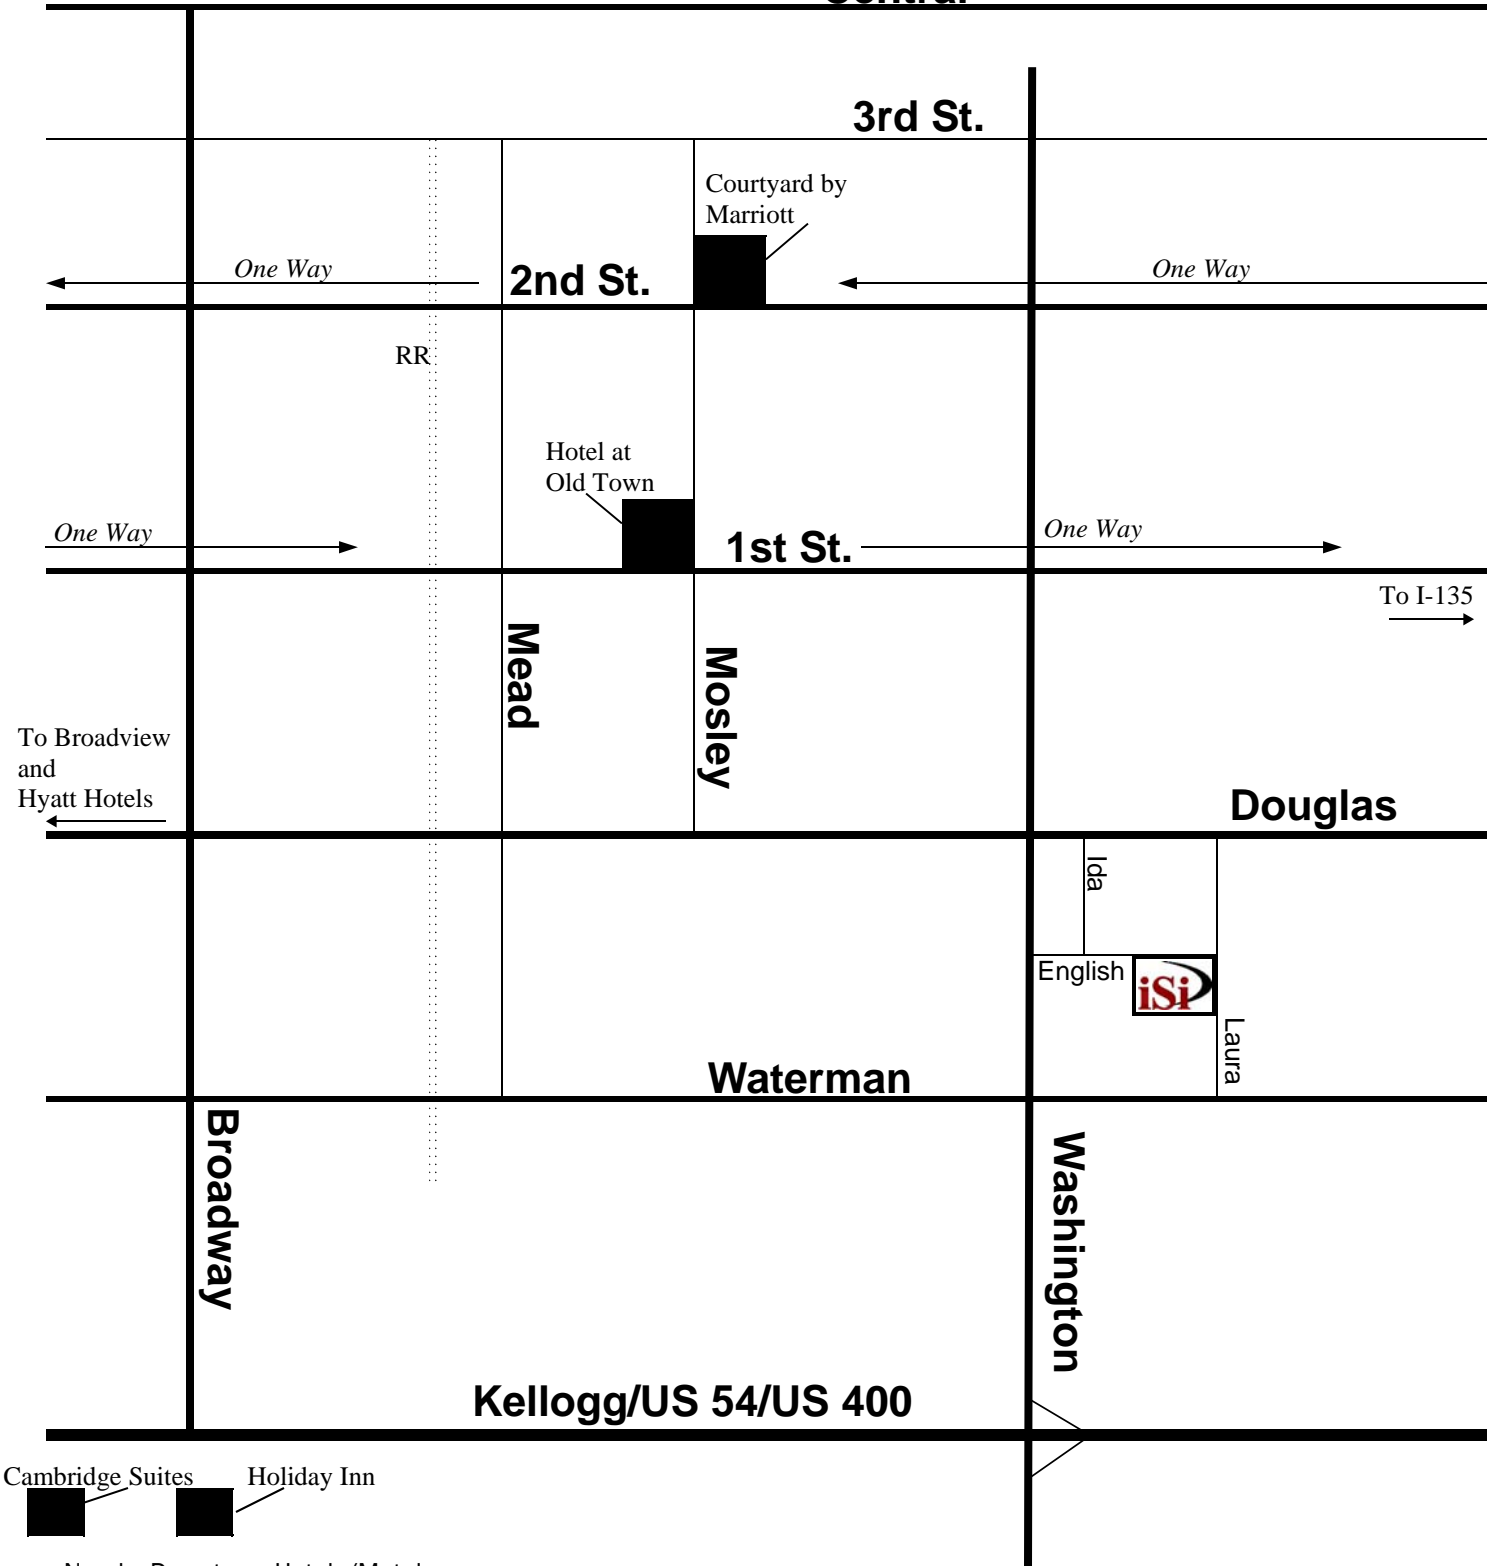 Central
3rd St.
Courtyard by
Marriott
One Way
2nd St.
One Way
RR
Hotel at
Old Town
One Way
1st St.
One Way
To I-135
Mead
Mosley
To Broadview
and
Hyatt Hotels
Douglas
Ida
English
iSi
Laura
Waterman
Broadway
Washington
Kellogg/US 54/US 400
Cambridge Suites
Holiday Inn